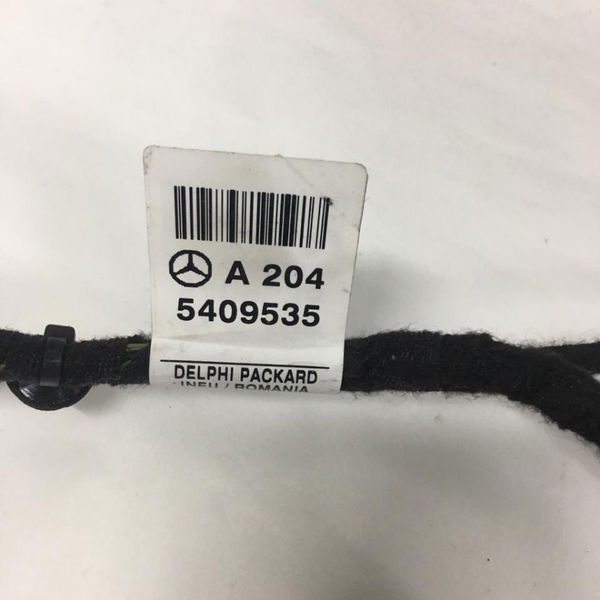 A 204
5409535
DELPHI PACKARD
INEU / ROMANIA